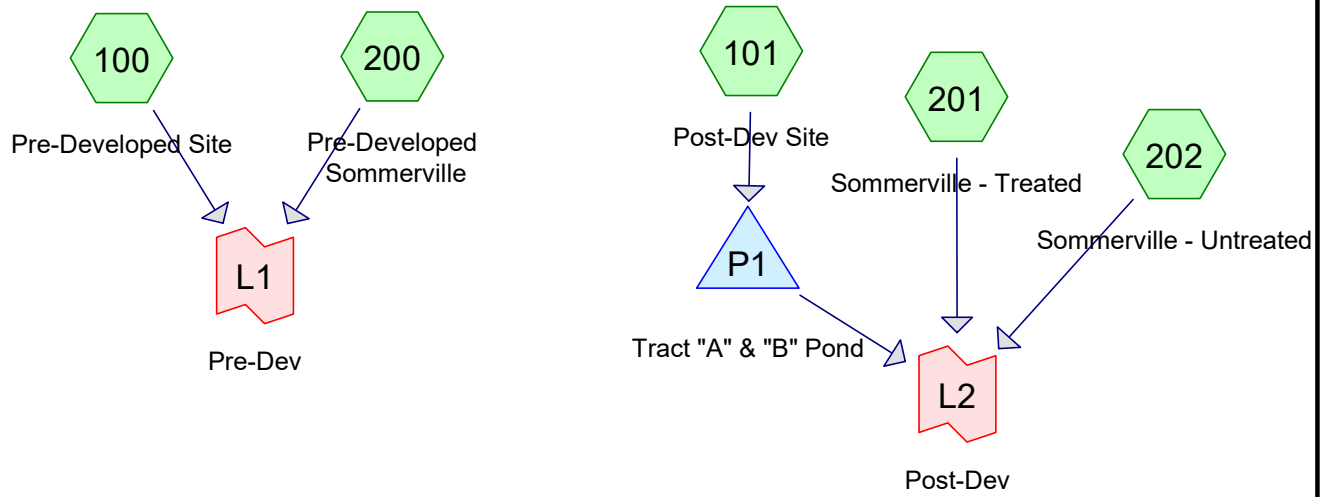 100
Pre-Developed Site
200
Pre-Developed
Sommerville
L1
Pre-Dev
101
Post-Dev Site
201
Sommerville - Treated
202
Sommerville - Untreated
P1
Tract "A" & "B" Pond
L2
Post-Dev